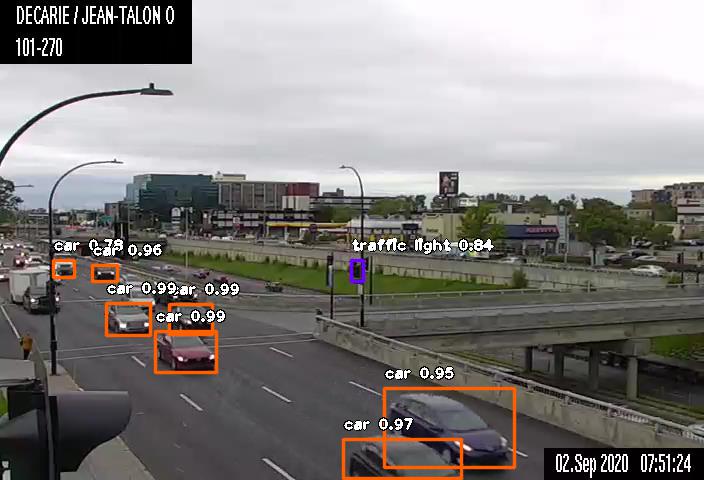 DECARIE / JEAN-TALON O
101-270
car 0.73
car 0.96
traffic light 0.84
car 0.99
car 0.99
car 0.99
car 0.95
car 0.97
02.Sep 2020 07:51:24